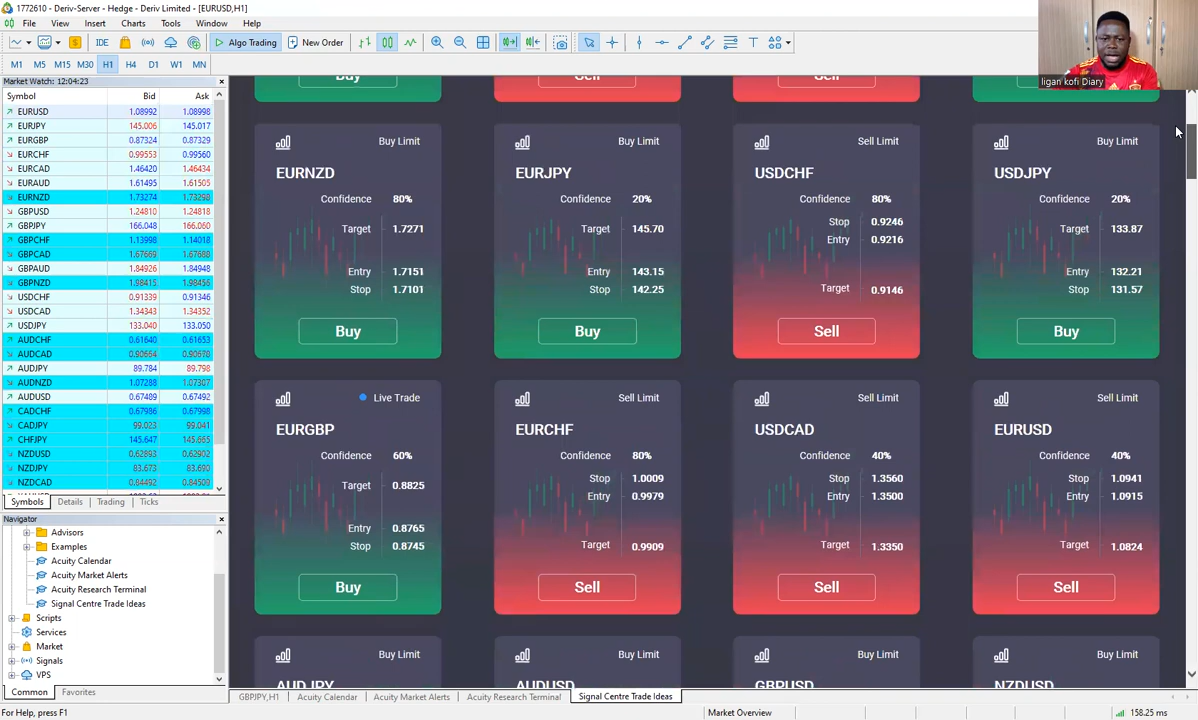 1772610 - Deriv-Server - Hedge - Deriv Limited - [EURUSD,H1]
File View Insert Charts Tools Window Help
IDE Algo Trading New Order
M1 M5 M15 M30 H1 H4 D1 W1 MN
ligan kofi Diary
Market Watch: 12:04:23
Symbol Bid Ask
EURUSD 1.08992 1.08998
EURJPY 145.006 145.017
EURGBP 0.87324 0.87329
EURCHF 0.99553 0.99560
EURCAD 1.46420 1.46434
EURAUD 1.61495 1.61505
EURNZD 1.73274 1.73298
GBPUSD 1.24810 1.24818
GBPJPY 166.048 166.060
GBPCHF 1.13998 1.14018
GBPCAD 1.67669 1.67688
GBPAUD 1.84926 1.84948
GBPNZD 1.98415 1.98456
USDCHF 0.91339 0.91346
USDCAD 1.34343 1.34352
USDJPY 133.040 133.050
AUDCHF 0.61640 0.61653
AUDCAD 0.90664 0.90670
AUDJPY 89.784 89.798
AUDNZD 1.07288 1.07307
AUDUSD 0.67489 0.67492
CADCHF 0.67986 0.67998
CADJPY 99.023 99.041
CHFJPY 145.647 145.665
NZDUSD 0.62893 0.62902
NZDJPY 83.673 83.690
NZDCAD 0.84492 0.84509
Symbols Details Trading Ticks
Navigator
Advisors
Examples
Acuity Calendar
Acuity Market Alerts
Acuity Research Terminal
Signal Centre Trade Ideas
Scripts
Services
Market
Signals
VPS
Common Favorites
Buy Sell Sell Buy
Buy Limit
EURNZD
Confidence 80%
Target 1.7271
Entry 1.7151
Stop 1.7101
Buy
Buy Limit
EURJPY
Confidence 20%
Target 145.70
Entry 143.15
Stop 142.25
Buy
Sell Limit
USDCHF
Confidence 80%
Stop 0.9246
Entry 0.9216
Target 0.9146
Sell
Buy Limit
USDJPY
Confidence 20%
Target 133.87
Entry 132.21
Stop 131.57
Buy
Live Trade
EURGBP
Confidence 60%
Target 0.8825
Entry 0.8765
Stop 0.8745
Buy
Sell Limit
EURCHF
Confidence 80%
Stop 1.0009
Entry 0.9979
Target 0.9909
Sell
Sell Limit
USDCAD
Confidence 40%
Stop 1.3560
Entry 1.3500
Target 1.3350
Sell
Sell Limit
EURUSD
Confidence 40%
Stop 1.0941
Entry 1.0915
Target 1.0824
Sell
Buy Limit
AUDJPY
Buy Limit
AUDUSD
Sell Limit
GBPUSD
Buy Limit
NZDUSD
GBPJPY,H1 Acuity Calendar Acuity Market Alerts Acuity Research Terminal Signal Centre Trade Ideas
For Help, press F1 Market Overview 158.25 ms